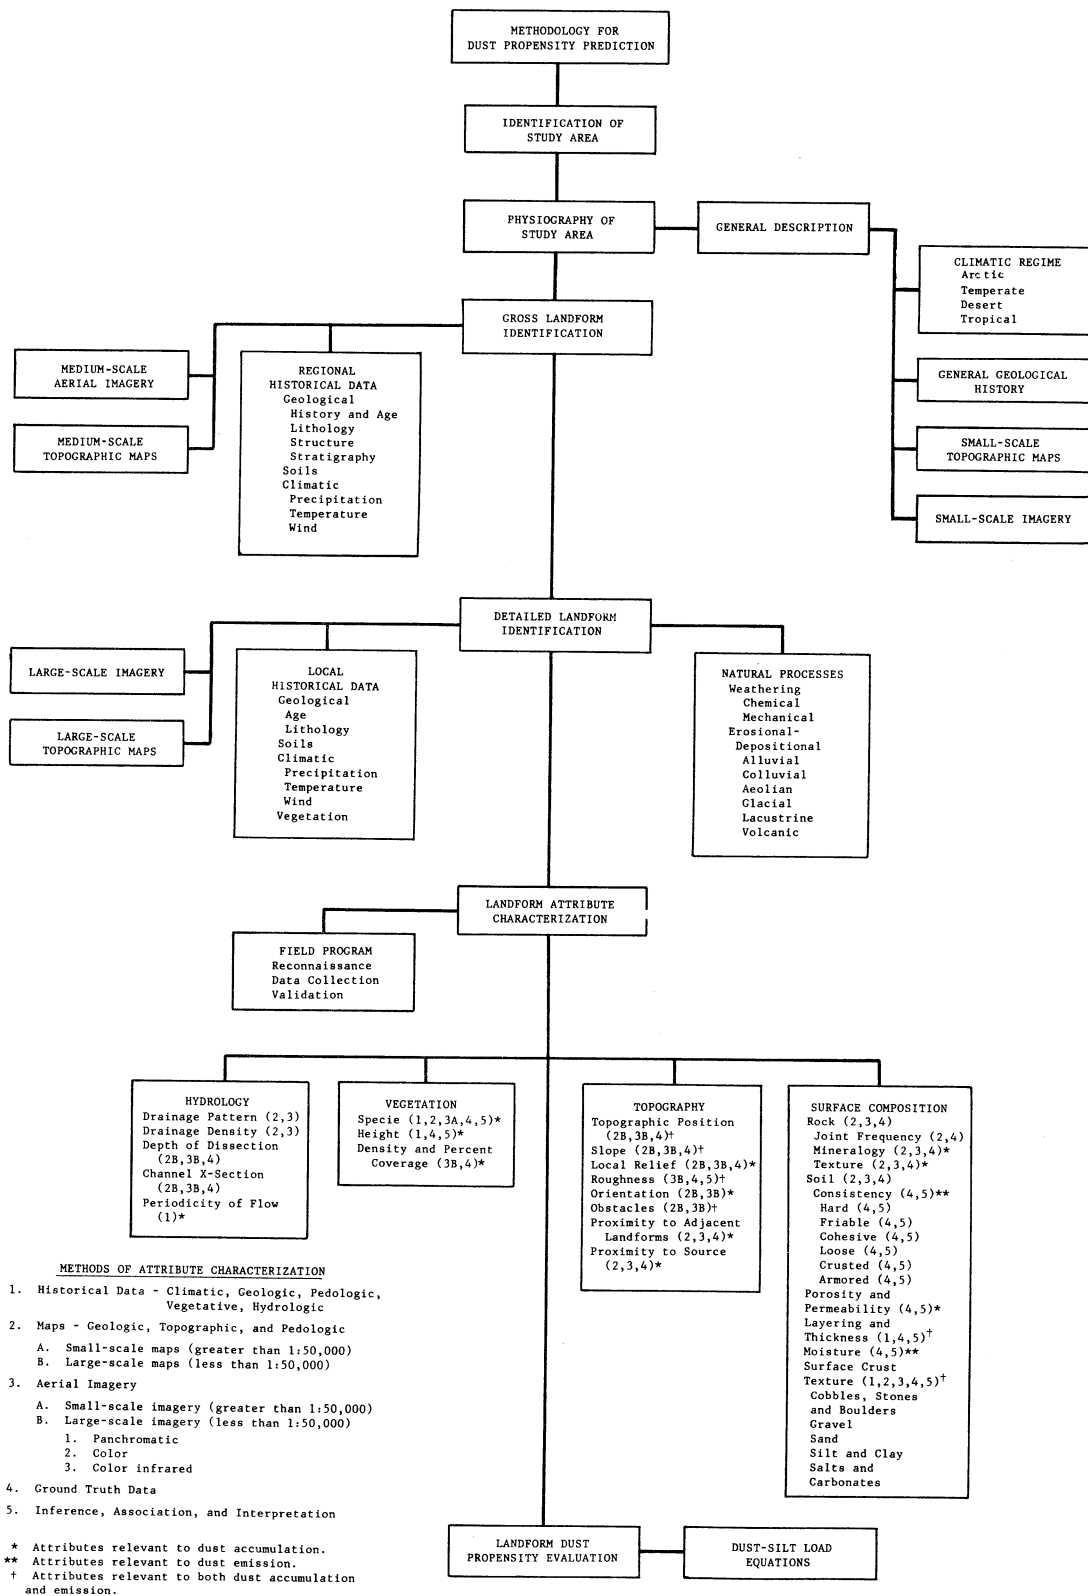 METHODOLOGY FOR
DUST PROPENSITY PREDICTION
IDENTIFICATION OF
STUDY AREA
PHYSIOGRAPHY OF
STUDY AREA
GENERAL DESCRIPTION
CLIMATIC REGIME
Arctic
Temperate
Desert
Tropical
GENERAL GEOLOGICAL
HISTORY
SMALL-SCALE
TOPOGRAPHIC MAPS
SMALL-SCALE IMAGERY
GROSS LANDFORM
IDENTIFICATION
MEDIUM-SCALE
AERIAL IMAGERY
MEDIUM-SCALE
TOPOGRAPHIC MAPS
REGIONAL
HISTORICAL DATA
Geological
History and Age
Lithology
Structure
Stratigraphy
Soils
Climatic
Precipitation
Temperature
Wind
DETAILED LANDFORM
IDENTIFICATION
LARGE-SCALE IMAGERY
LARGE-SCALE
TOPOGRAPHIC MAPS
LOCAL
HISTORICAL DATA
Geological
Age
Lithology
Soils
Climatic
Precipitation
Temperature
Wind
Vegetation
NATURAL PROCESSES
Weathering
Chemical
Mechanical
Erosional-
Depositional
Alluvial
Colluvial
Aeolian
Glacial
Lacustrine
Volcanic
LANDFORM ATTRIBUTE
CHARACTERIZATION
FIELD PROGRAM
Reconnaissance
Data Collection
Validation
HYDROLOGY
Drainage Pattern (2,3)
Drainage Density (2,3)
Depth of Dissection
(2B,3B,4)
Channel X-Section
(2B,3B,4)
Periodicity of Flow
(1)*
VEGETATION
Specie (1,2,3A,4,5)*
Height (1,4,5)*
Density and Percent
Coverage (3B,4)*
TOPOGRAPHY
Topographic Position
(2B,3B,4)†
Slope (2B,3B,4)†
Local Relief (2B,3B,4)*
Roughness (3B,4,5)†
Orientation (2B,3B)*
Obstacles (2B,3B)†
Proximity to Adjacent
Landforms (2,3,4)*
Proximity to Source
(2,3,4)*
SURFACE COMPOSITION
Rock (2,3,4)
Joint Frequency (2,4)
Mineralogy (2,3,4)*
Texture (2,3,4)*
Soil (2,3,4)
Consistency (4,5)**
Hard (4,5)
Friable (4,5)
Cohesive (4,5)
Loose (4,5)
Crusted (4,5)
Armored (4,5)
Porosity and
Permeability (4,5)*
Layering and
Thickness (1,4,5)†
Moisture (4,5)**
Surface Crust
Texture (1,2,3,4,5)†
Cobbles, Stones
and Boulders
Gravel
Sand
Silt and Clay
Salts and
Carbonates
METHODS OF ATTRIBUTE CHARACTERIZATION
1. Historical Data - Climatic, Geologic, Pedologic,
Vegetative, Hydrologic
2. Maps - Geologic, Topographic, and Pedologic
A. Small-scale maps (greater than 1:50,000)
B. Large-scale maps (less than 1:50,000)
3. Aerial Imagery
A. Small-scale imagery (greater than 1:50,000)
B. Large-scale imagery (less than 1:50,000)
1. Panchromatic
2. Color
3. Color infrared
4. Ground Truth Data
5. Inference, Association, and Interpretation
* Attributes relevant to dust accumulation.
** Attributes relevant to dust emission.
† Attributes relevant to both dust accumulation
and emission.
LANDFORM DUST
PROPENSITY EVALUATION
DUST-SILT LOAD
EQUATIONS